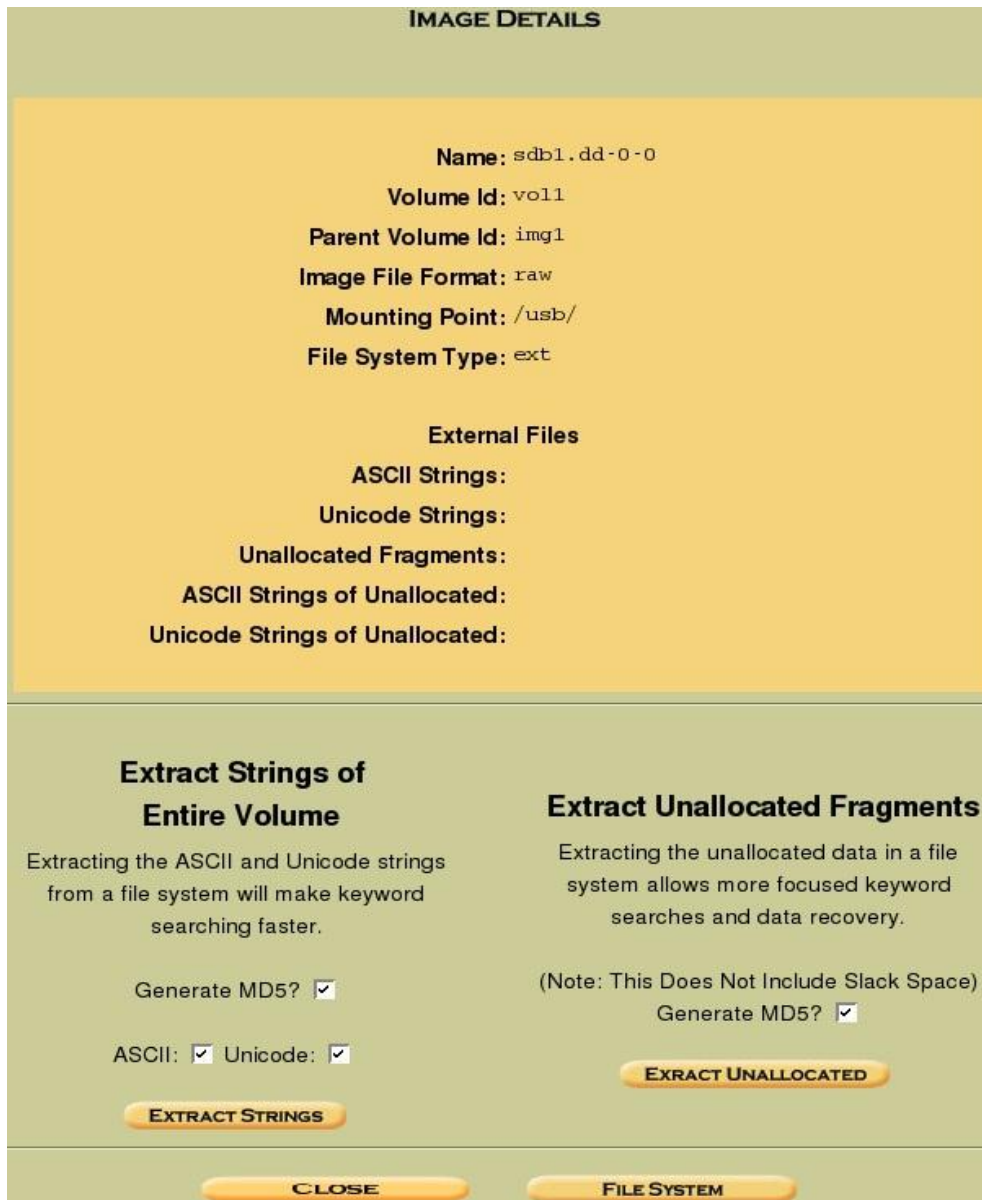 IMAGE DETAILS
Name: sdb1.dd-0-0
Volume Id: vol1
Parent Volume Id: img1
Image File Format: raw
Mounting Point: /usb/
File System Type: ext
External Files
ASCII Strings:
Unicode Strings:
Unallocated Fragments:
ASCII Strings of Unallocated:
Unicode Strings of Unallocated:
Extract Strings of
Entire Volume
Extracting the ASCII and Unicode strings
from a file system will make keyword
searching faster.
Generate MD5?
ASCII: Unicode:
EXTRACT STRINGS
Extract Unallocated Fragments
Extracting the unallocated data in a file
system allows more focused keyword
searches and data recovery.
(Note: This Does Not Include Slack Space)
Generate MD5?
EXRACT UNALLOCATED
CLOSE
FILE SYSTEM